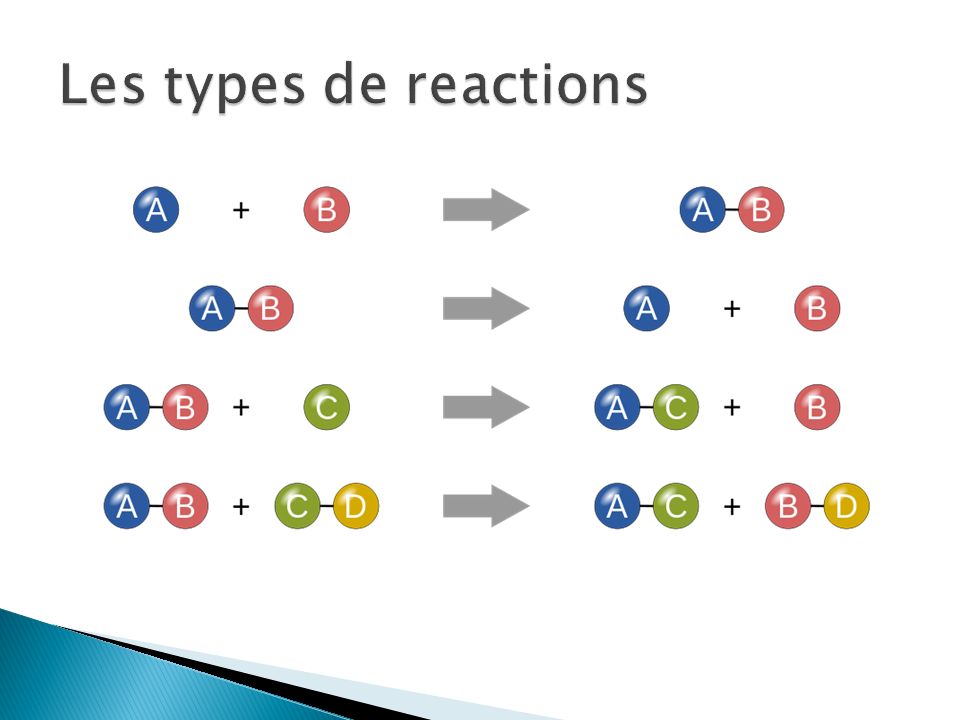 Les types de reactions
A + B A B
A B A + B
A B + C A C + B
A B + C D A C + B D